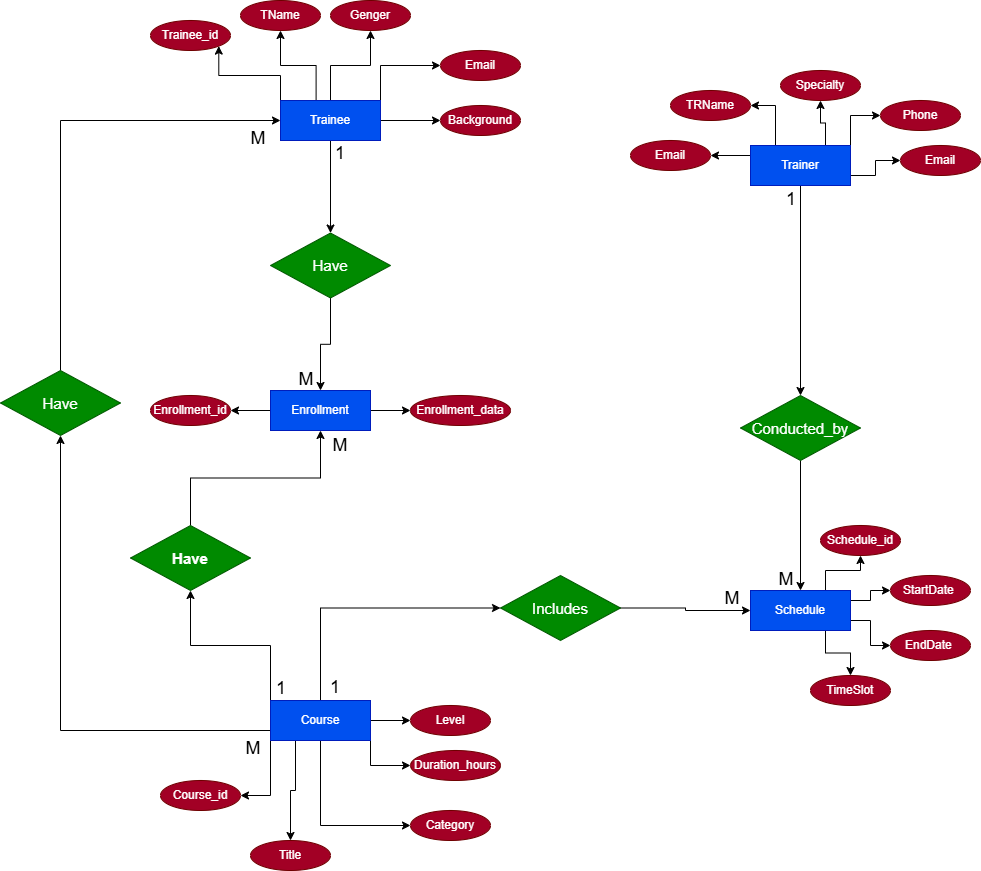 TName
Genger
Trainee_id
Email
Specialty
TRName
Phone
Trainee
Background
M
1
Email
Trainer
Email
1
Have
M
Have
Enrollment_id
Enrollment
Enrollment_data
Conducted_by
M
Schedule_id
Have
M
M
StartDate
Includes
Schedule
EndDate
1
1
TimeSlot
Course
Level
M
Duration_hours
Course_id
Category
Title